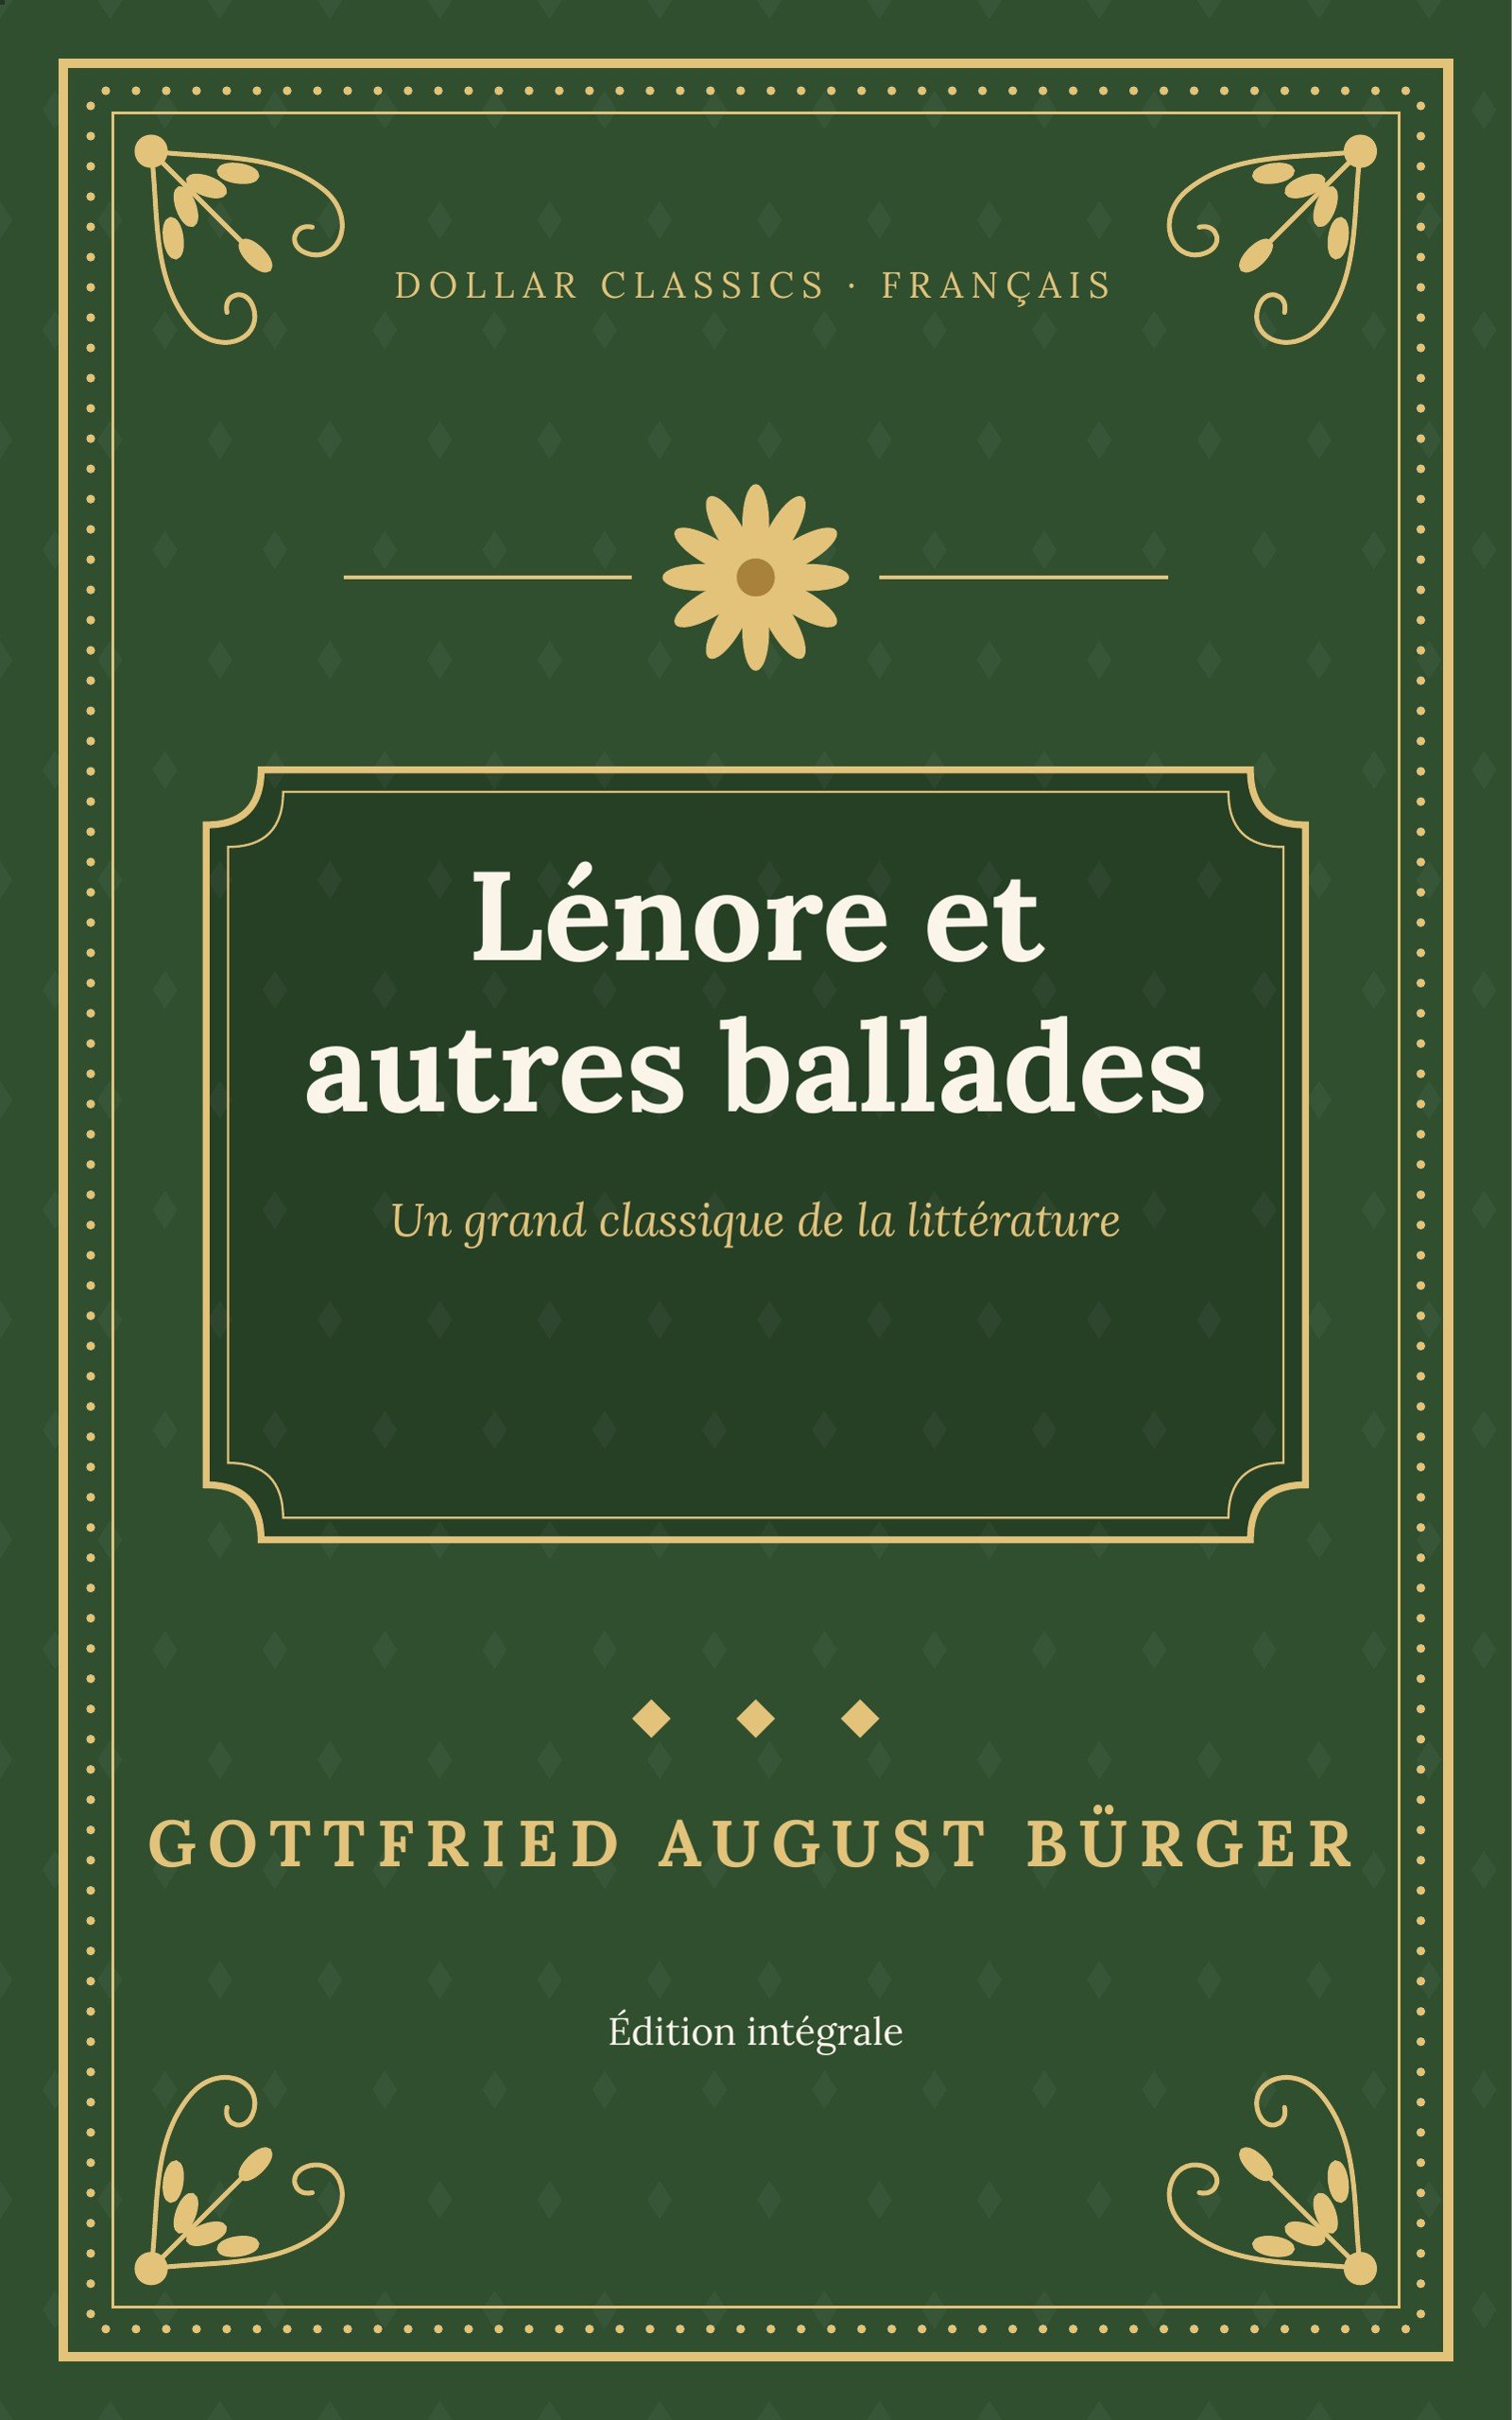 DOLLAR CLASSICS · FRANÇAIS
Lénore et
autres ballades
Un grand classique de la littérature
GOTTFRIED AUGUST BÜRGER
Édition intégrale